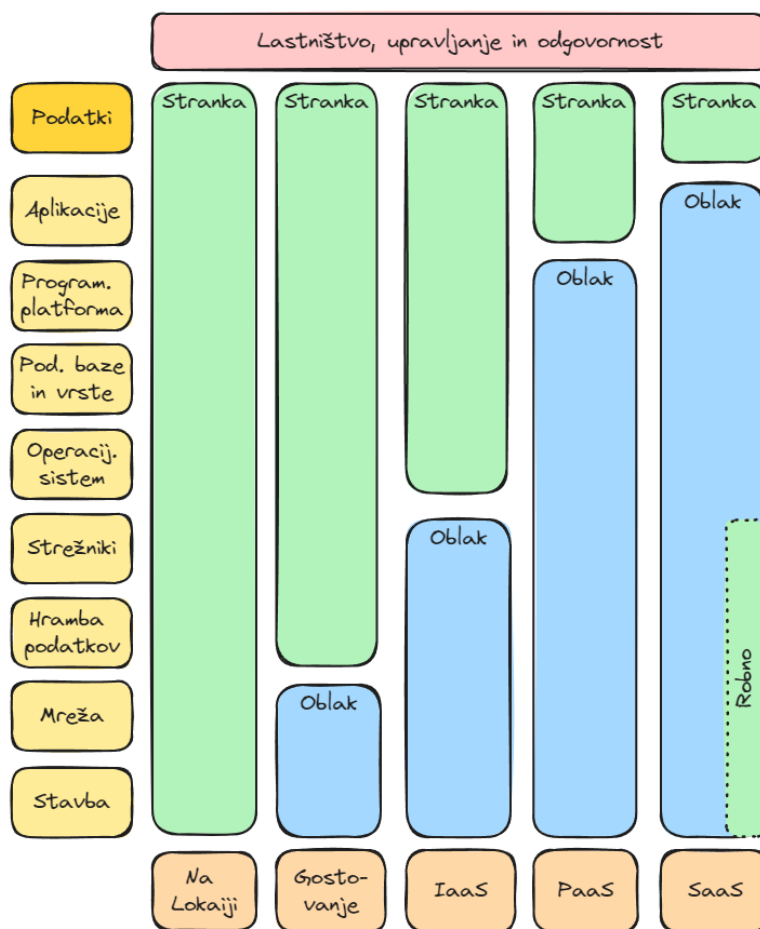 Lastništvo, upravljanje in odgovornost
Podatki
Stranka
Stranka
Stranka
Stranka
Stranka
Aplikacije
Oblak
Program.
platforma
Oblak
Pod. baze
in vrste
Operacij.
sistem
Strežniki
Oblak
Hramba
podatkov
Robno
Mreža
Oblak
Stavba
Na
Lokaiji
Gosto-
vanje
IaaS
PaaS
SaaS